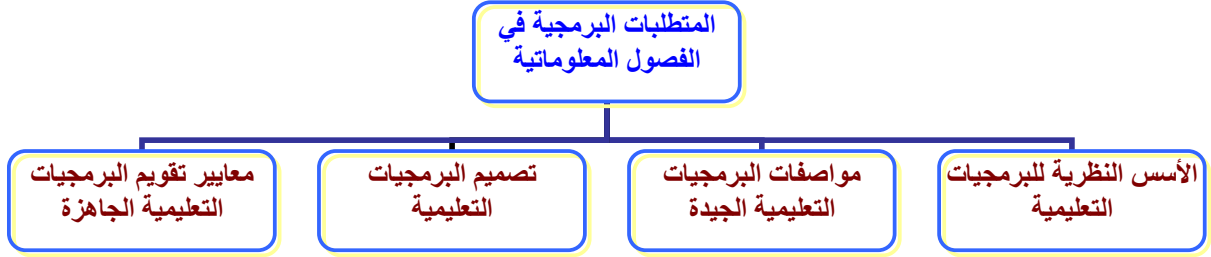 المتطلبات البرمجية في
الفصول المعلوماتية
الأسس النظرية للبرمجيات
التعليمية
مواصفات البرمجيات
التعليمية الجيدة
تصميم البرمجيات
التعليمية
معايير تقويم البرمجيات
التعليمية الجاهزة